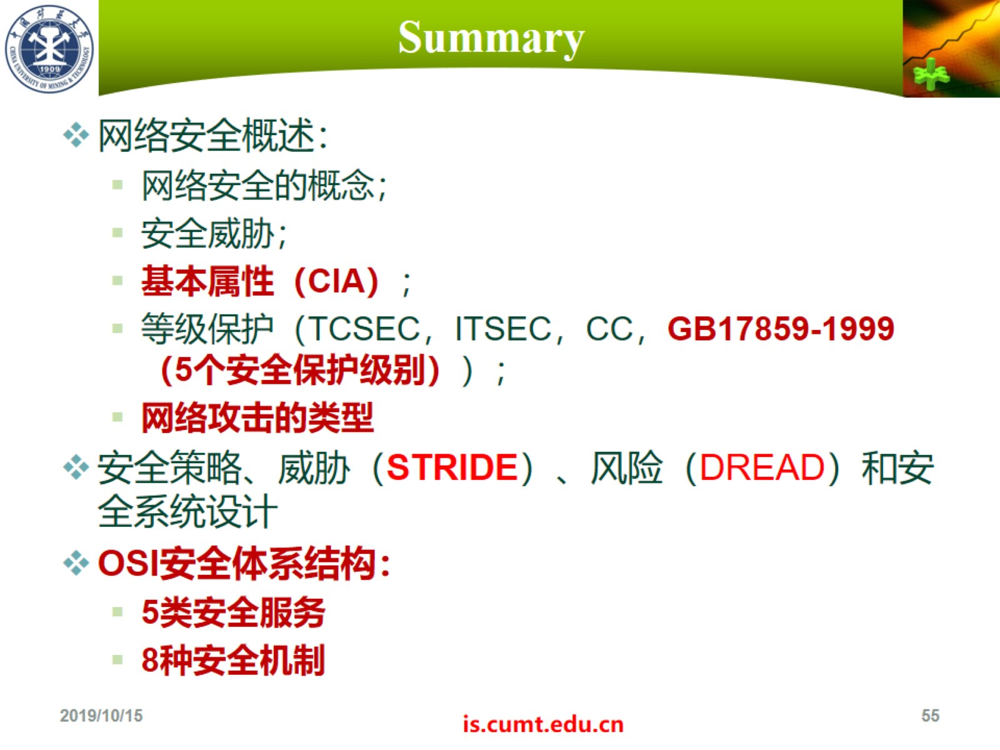 中国矿业大学
1909
CHINA UNIVERSITY OF MINING & TECHNOLOGY
Summary
网络安全概述：
网络安全的概念；
安全威胁；
基本属性（CIA）；
等级保护（TCSEC，ITSEC，CC，GB17859-1999
（5个安全保护级别））；
网络攻击的类型
安全策略、威胁（STRIDE）、风险（DREAD）和安
全系统设计
OSI安全体系结构：
5类安全服务
8种安全机制
2019/10/15
is.cumt.edu.cn
55